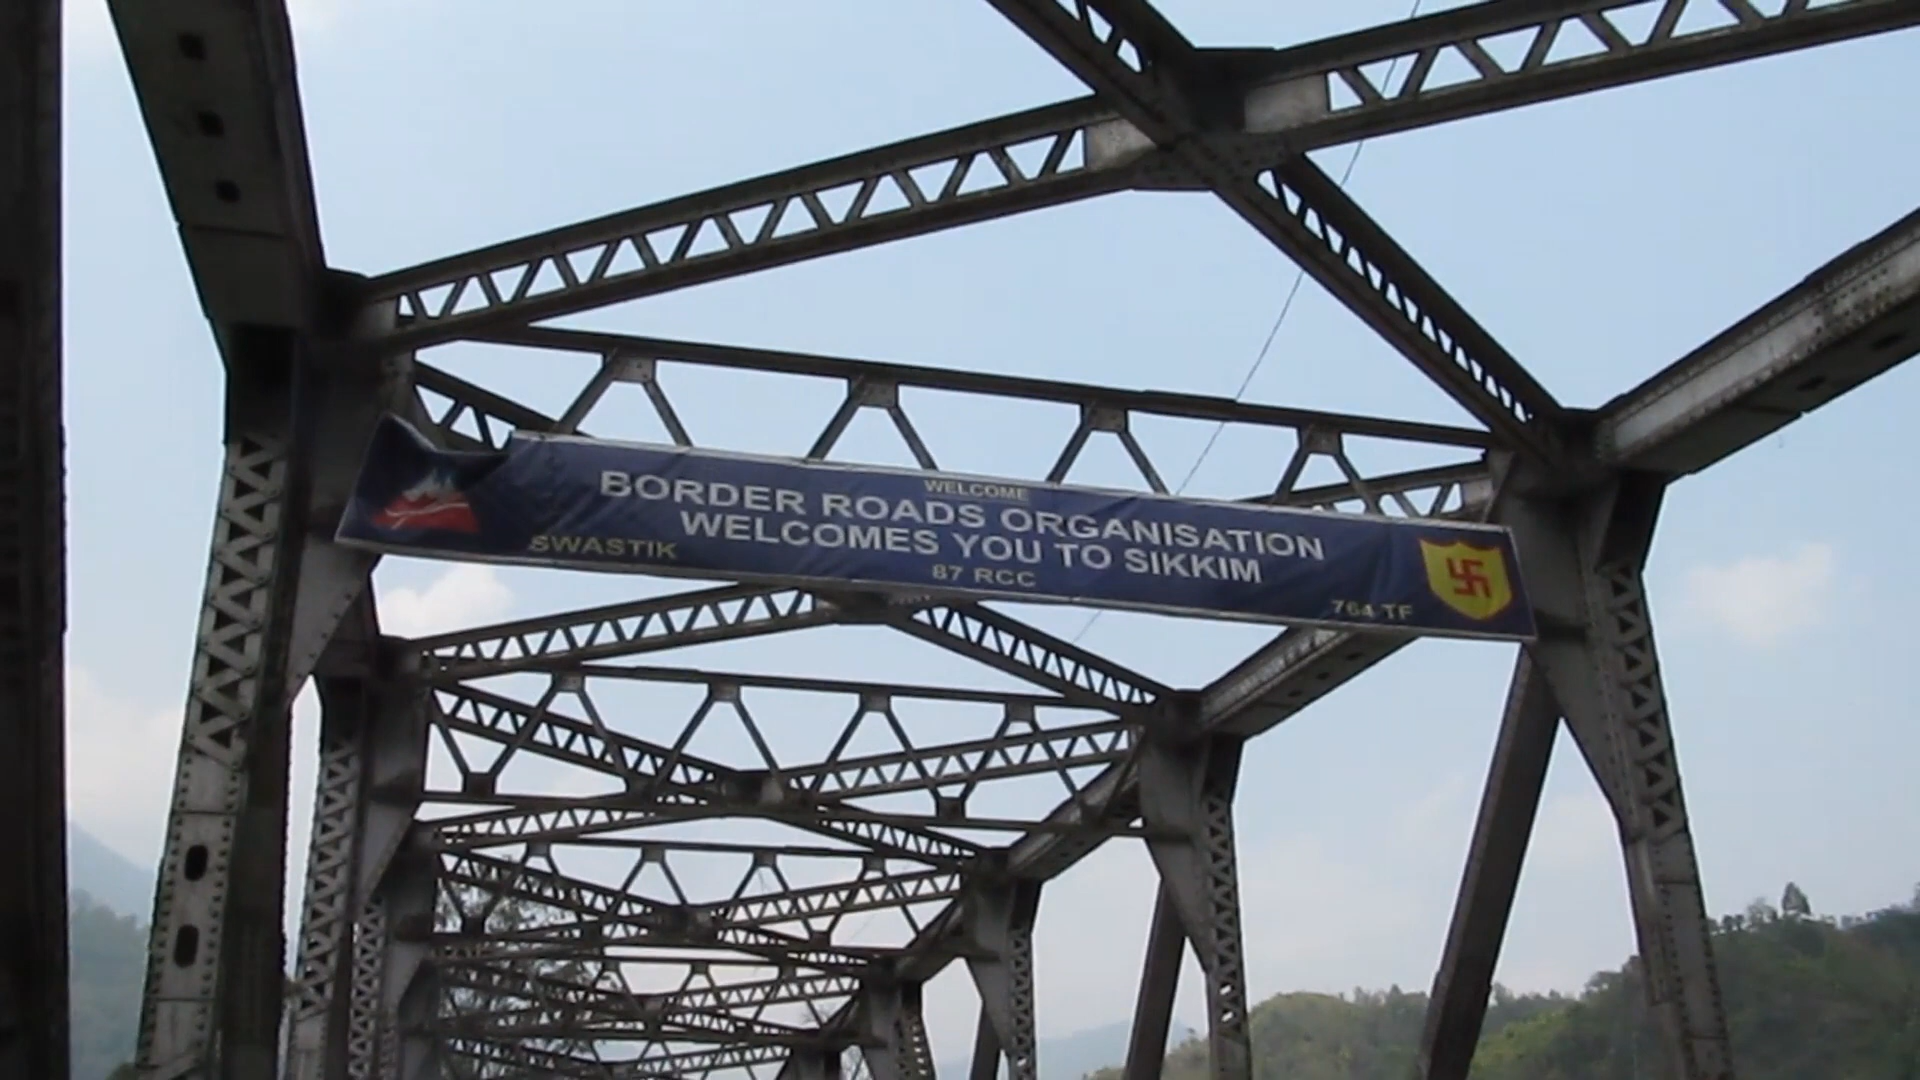 WELCOME
BORDER ROADS ORGANISATION
WELCOMES YOU TO SIKKIM
SWASTIK
87 RCC
764 TF